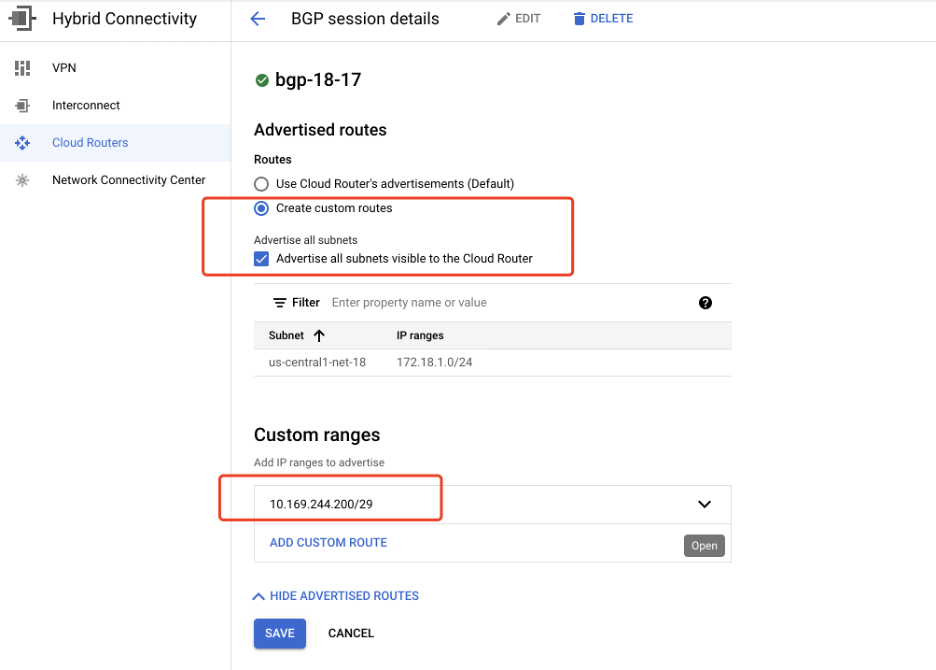 Hybrid Connectivity
BGP session details
EDIT
DELETE
VPN
Interconnect
Cloud Routers
Network Connectivity Center
bgp-18-17
Advertised routes
Routes
Use Cloud Router's advertisements (Default)
Create custom routes
Advertise all subnets
Advertise all subnets visible to the Cloud Router
Filter Enter property name or value
Subnet IP ranges
us-central1-net-18 172.18.1.0/24
Custom ranges
Add IP ranges to advertise
10.169.244.200/29
ADD CUSTOM ROUTE
Open
HIDE ADVERTISED ROUTES
SAVE CANCEL